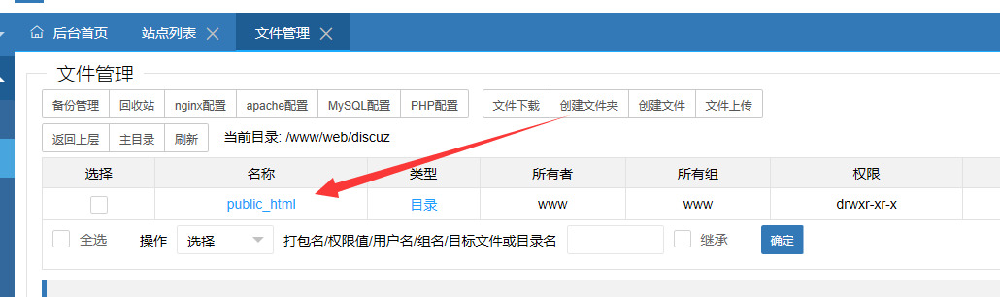 后台首页 站点列表 文件管理
文件管理
备份管理 回收站 nginx配置 apache配置 MySQL配置 PHP配置 文件下载 创建文件夹 创建文件 文件上传
返回上层 主目录 刷新 当前目录: /www/web/discuz
选择 名称 类型 所有者 所有组 权限
public_html 目录 www www drwxr-xr-x
全选 操作 选择 打包名/权限值/用户名/组名/目标文件或目录名 继承 确定